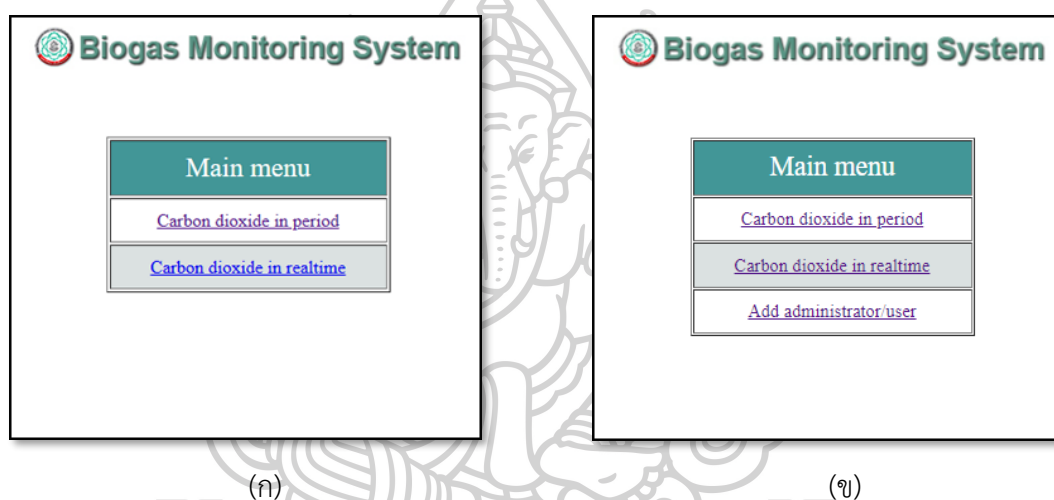 Biogas Monitoring System
Main menu
Carbon dioxide in period
Carbon dioxide in realtime
(ก)
Biogas Monitoring System
Main menu
Carbon dioxide in period
Carbon dioxide in realtime
Add administrator/user
(ข)